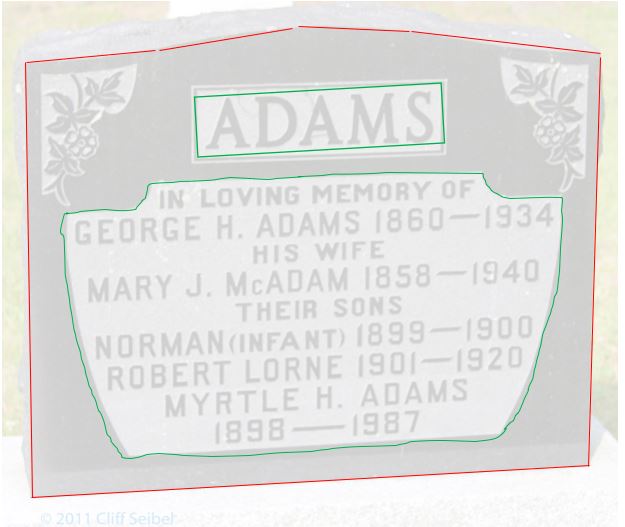 ADAMS
IN LOVING MEMORY OF
GEORGE H. ADAMS 1860—1934
HIS WIFE
MARY J. McADAM 1858—1940
THEIR SONS
NORMAN (INFANT) 1899—1900
ROBERT LORNE 1901—1920
MYRTLE H. ADAMS
1898—1987
© 2011 Cliff Seibel